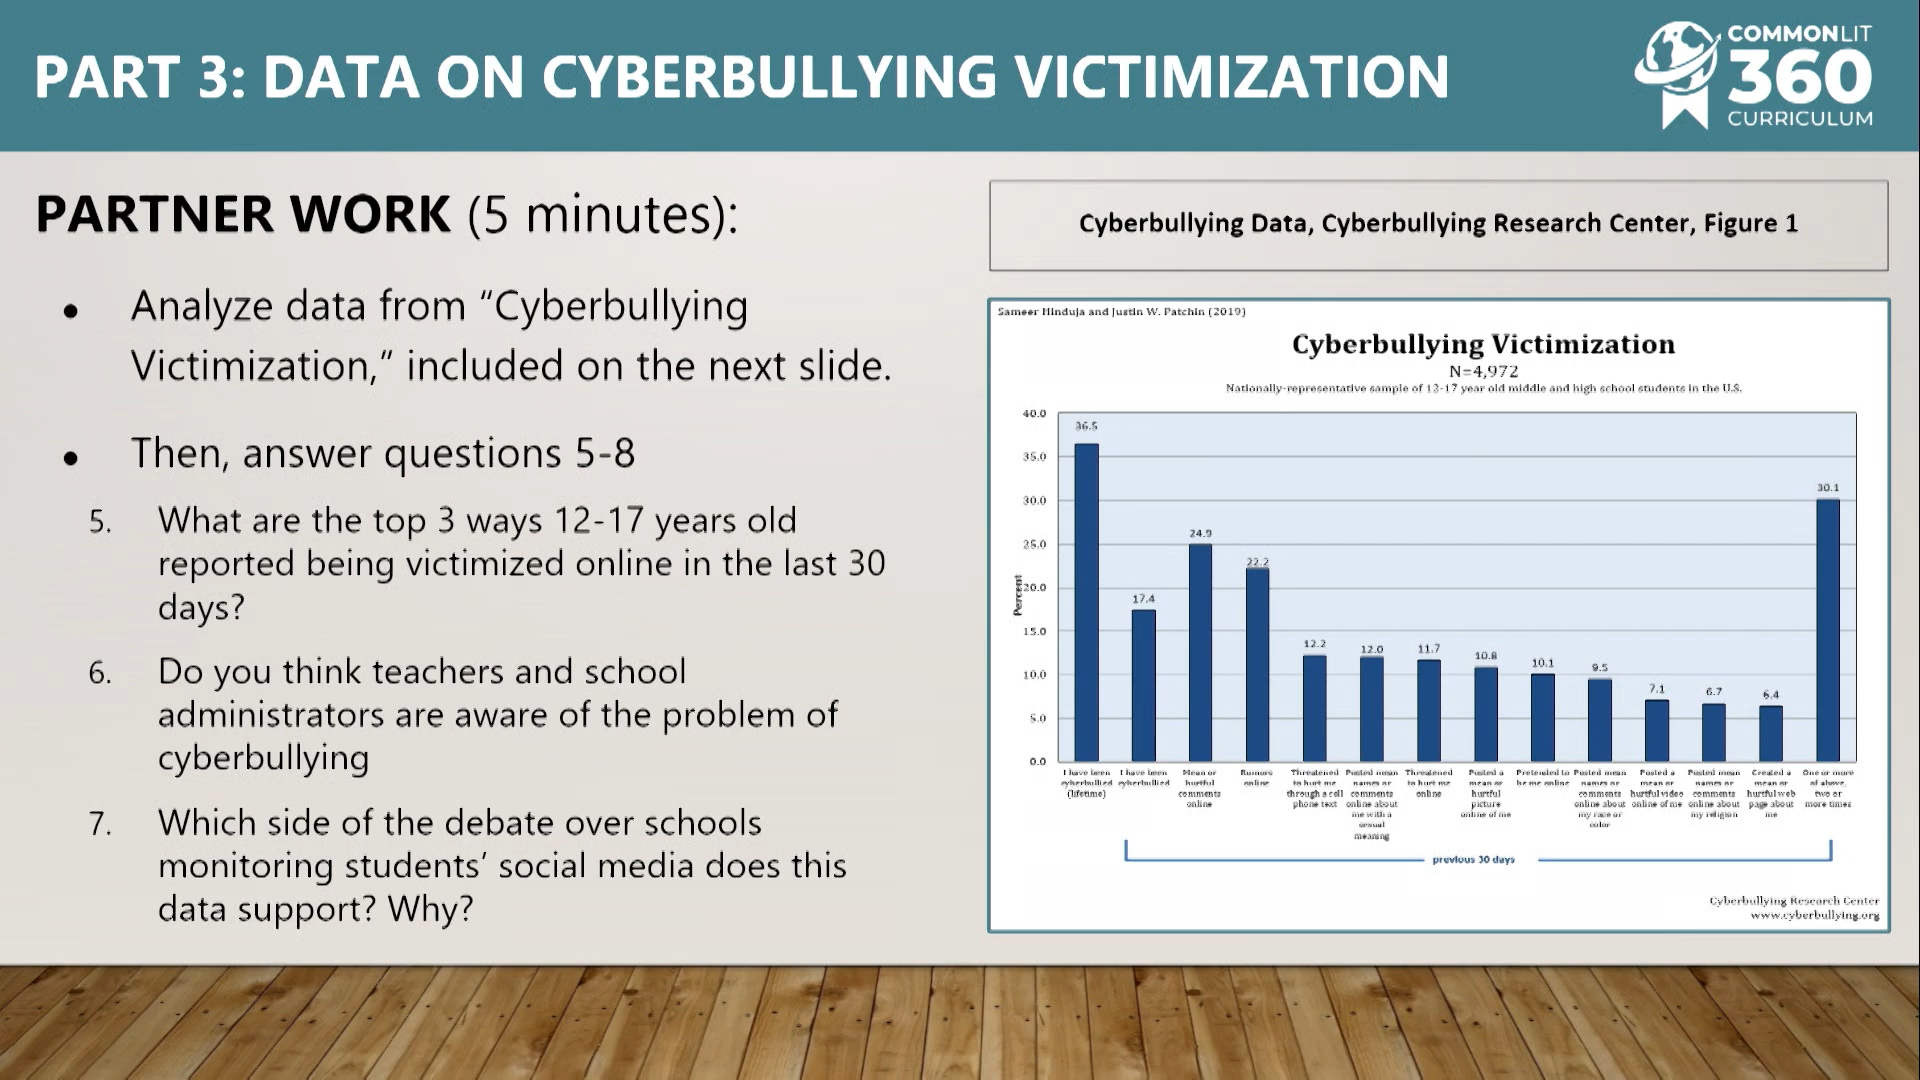 PART 3: DATA ON CYBERBULLYING VICTIMIZATION
COMMONLIT
360
CURRICULUM
PARTNER WORK (5 minutes):
• Analyze data from “Cyberbullying
Victimization,” included on the next slide.
• Then, answer questions 5-8
5. What are the top 3 ways 12-17 years old
reported being victimized online in the last 30
days?
6. Do you think teachers and school
administrators are aware of the problem of
cyberbullying
7. Which side of the debate over schools
monitoring students’ social media does this
data support? Why?
Cyberbullying Data, Cyberbullying Research Center, Figure 1
Sameer Hinduja and Justin W. Patchin (2019)
Cyberbullying Victimization
N=4,972
Nationally-representative sample of 12-17 year old middle and high school students in the U.S.
Percent
40.0
35.0
30.0
25.0
20.0
15.0
10.0
5.0
0.0
36.5
17.4
24.9
22.2
12.2
12.0
11.7
10.8
10.1
9.5
7.1
6.7
6.4
30.1
I have been
cyberbullied
(lifetime)
I have been
cyberbullied
Mean or
hurtful
comments
online
Rumors
online
Threatened
to hurt me
through a cell
phone text
Posted mean
names or
comments
online about
me with a
sexual
meaning
Threatened
to hurt me
online
Posted a
mean or
hurtful
picture
online of me
Pretended to
be me online
Posted mean
names or
comments
online about
my race or
color
Posted a
mean or
hurtful video
online of me
Posted mean
names or
comments
online about
my religion
Created a
mean or
hurtful web
page about
me
One or more
of above,
two or
more times
previous 30 days
Cyberbullying Research Center
www.cyberbullying.org